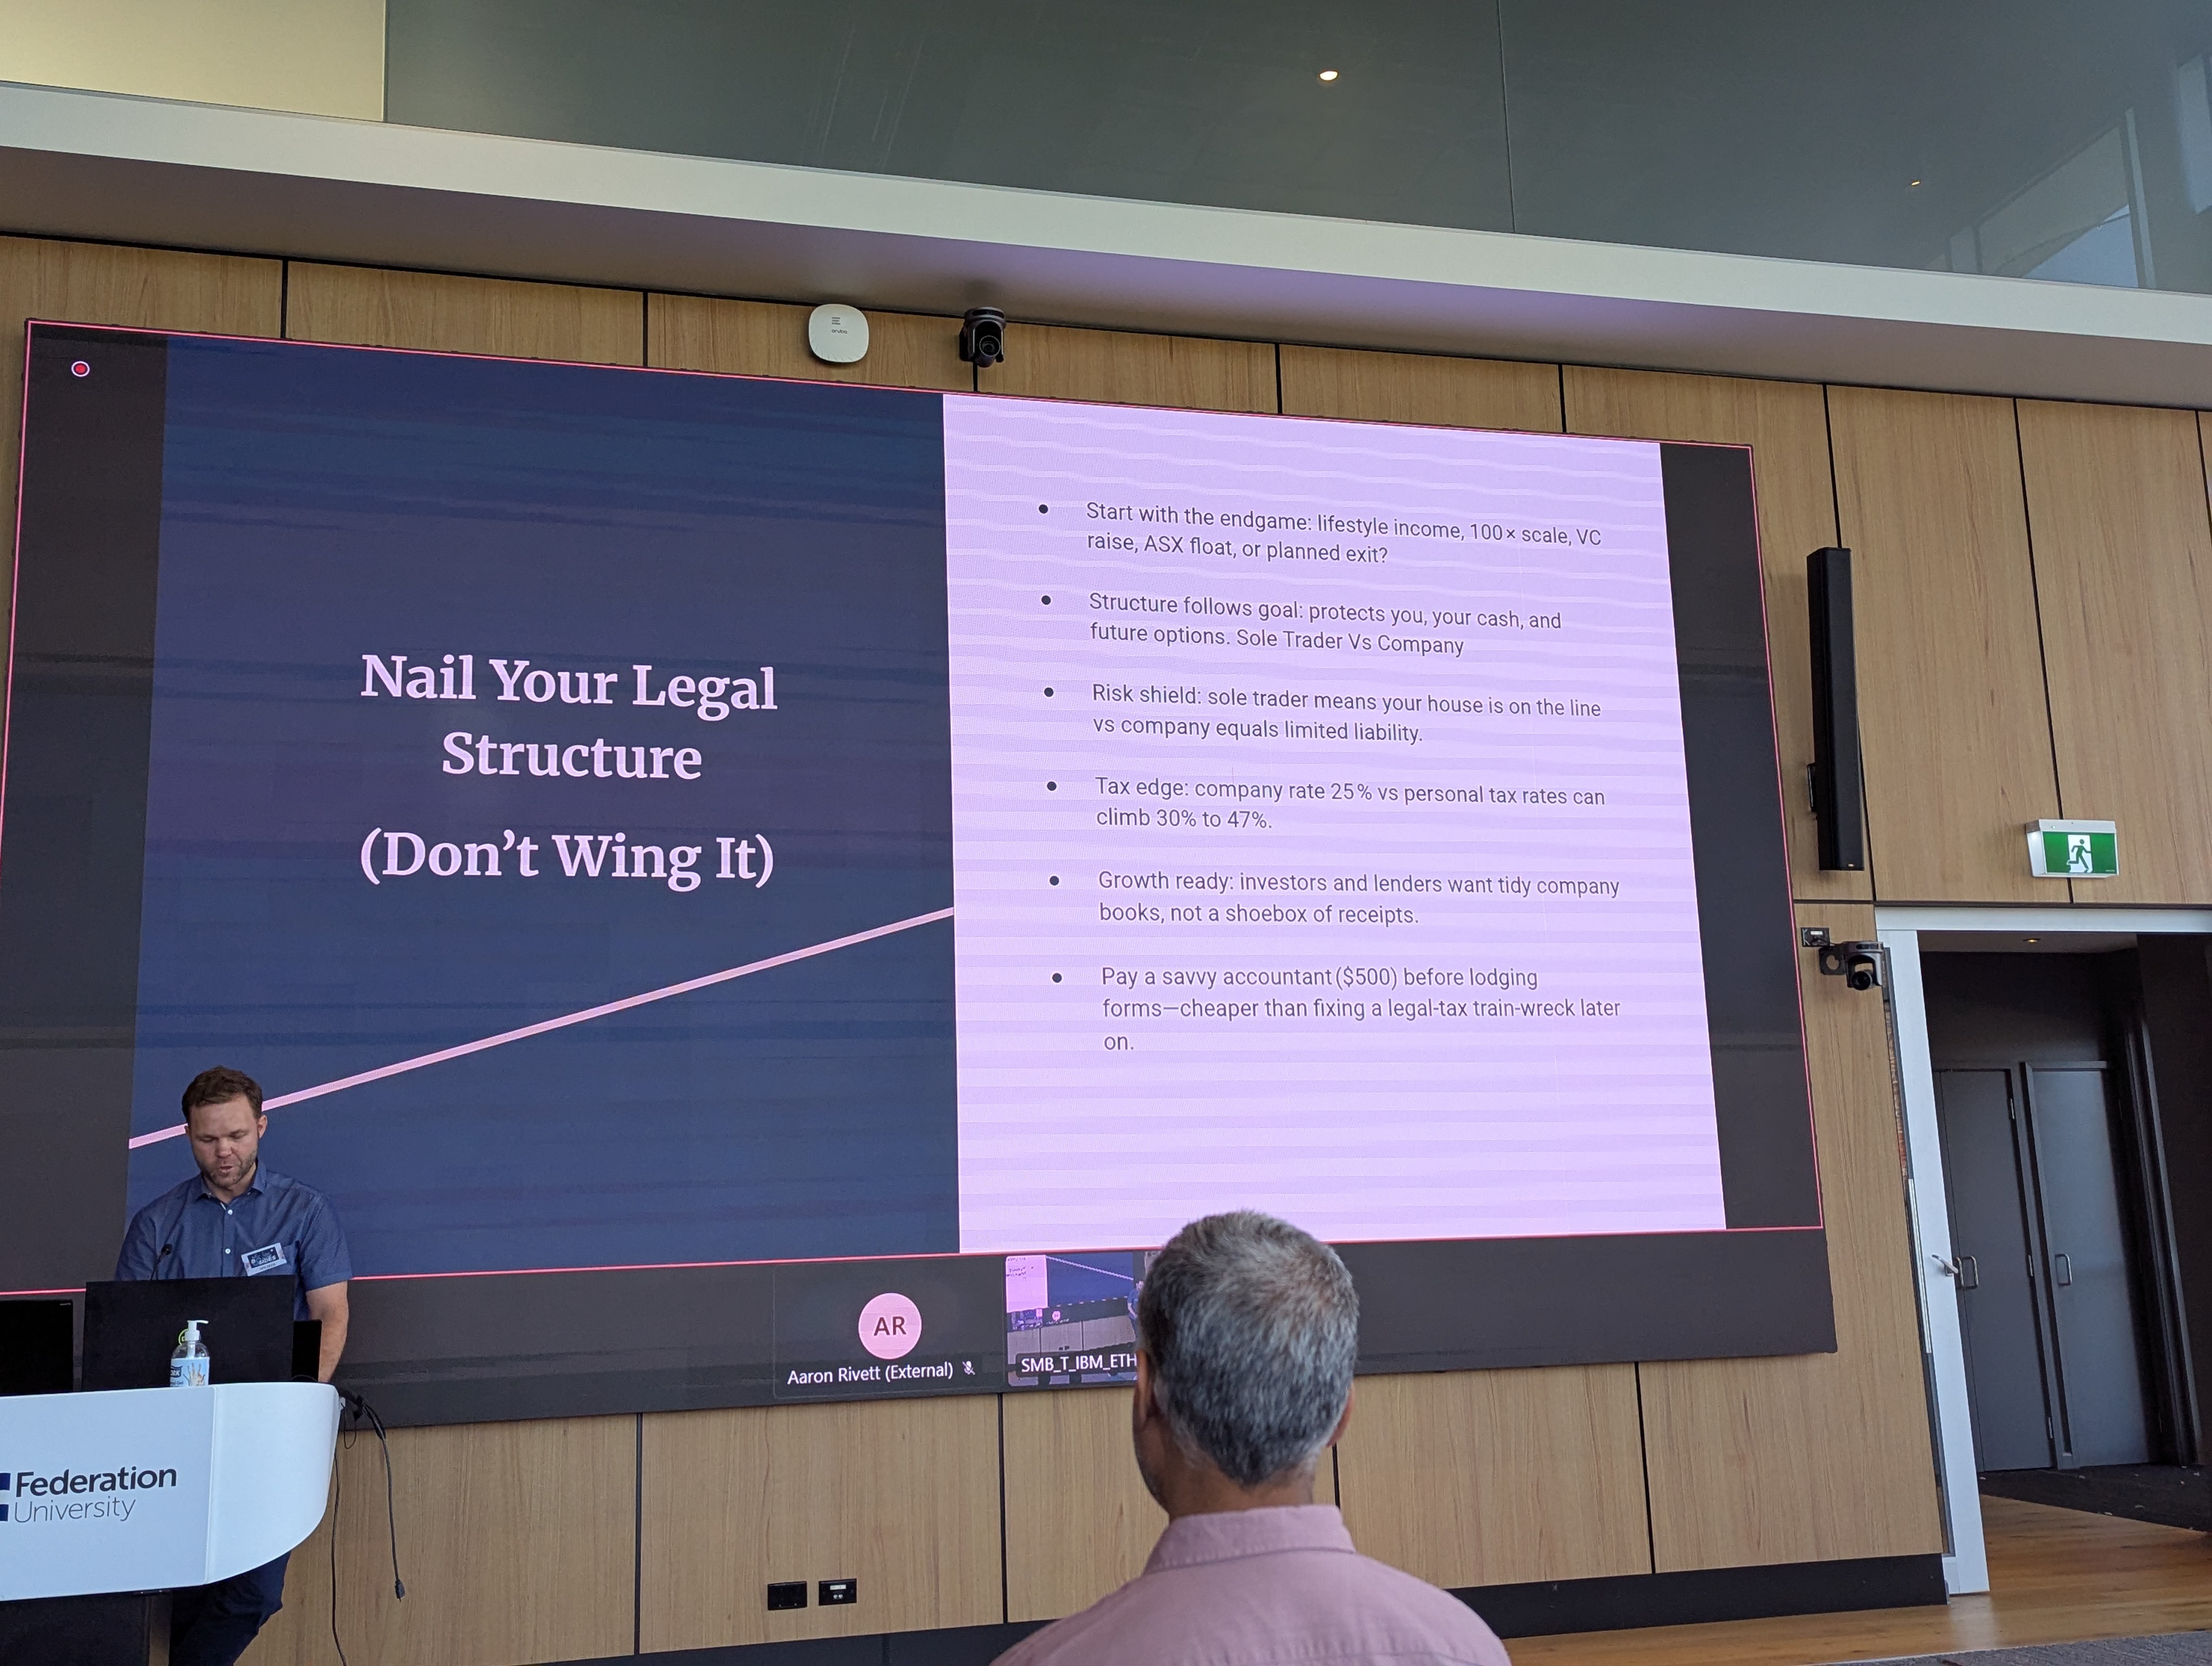 Nail Your Legal
Structure
(Don't Wing It)
Start with the endgame: lifestyle income, 100× scale, VC
raise, ASX float, or planned exit?
Structure follows goal: protects you, your cash, and
future options. Sole Trader Vs Company
Risk shield: sole trader means your house is on the line
vs company equals limited liability.
Tax edge: company rate 25% vs personal tax rates can
climb 30% to 47%.
Growth ready: investors and lenders want tidy company
books, not a shoebox of receipts.
Pay a savvy accountant ($500) before lodging
forms—cheaper than fixing a legal-tax train-wreck later
on.
AR
Aaron Rivett (External)
SMB_T_IBM_ETH
Federation
University